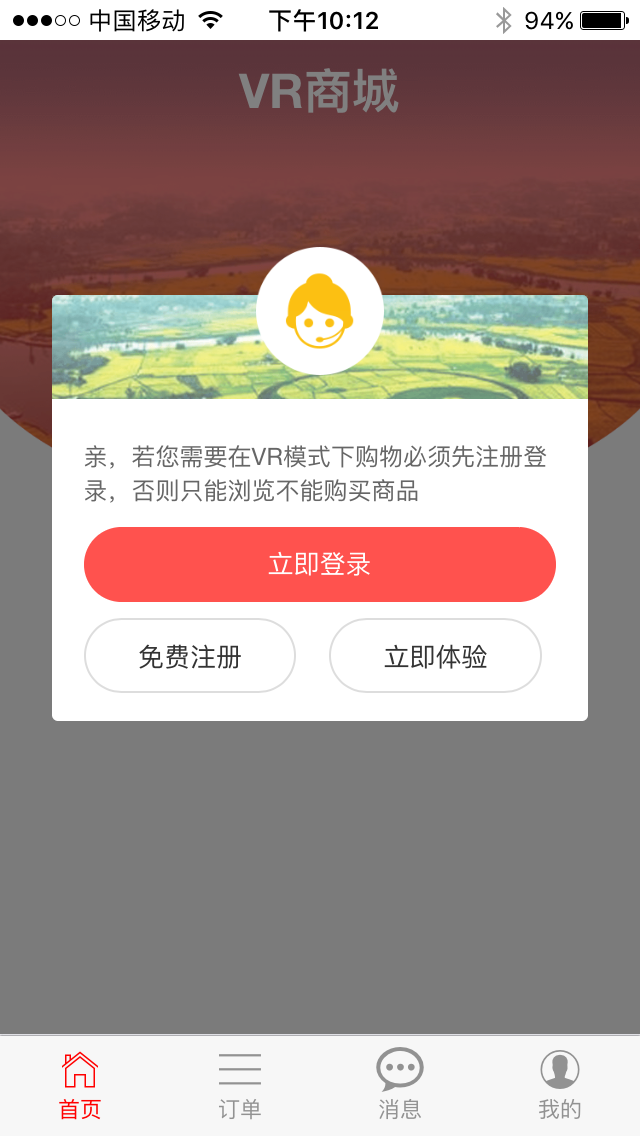 中国移动 下午10:12 94%
VR商城
亲，若您需要在VR模式下购物必须先注册登
录，否则只能浏览不能购买商品
立即登录
免费注册 立即体验
首页 订单 消息 我的